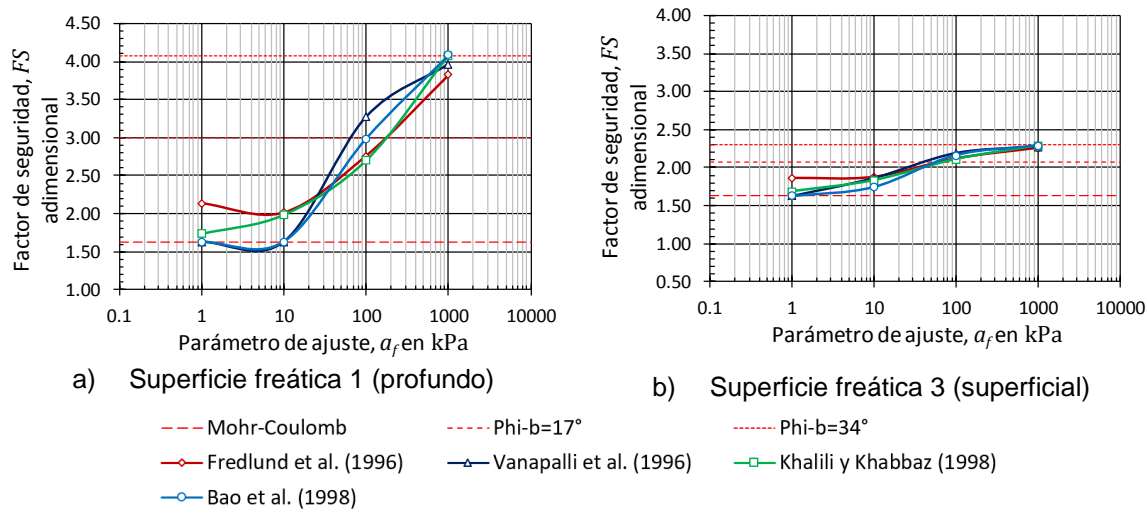 4.50
4.00
3.50
3.00
2.50
2.00
1.50
1.00
0.1 1 10 100 1000 10000
Factor de seguridad, FS
adimensional
Parámetro de ajuste, a_f en kPa
a) Superficie freática 1 (profundo)
4.00
3.50
3.00
2.50
2.00
1.50
1.00
0.50
0.1 1 10 100 1000 10000
Factor de seguridad, FS
adimensional
Parámetro de ajuste, a_f en kPa
b) Superficie freática 3 (superficial)
Mohr-Coulomb Phi-b=17° Phi-b=34°
Fredlund et al. (1996) Vanapalli et al. (1996) Khalili y Khabbaz (1998)
Bao et al. (1998)